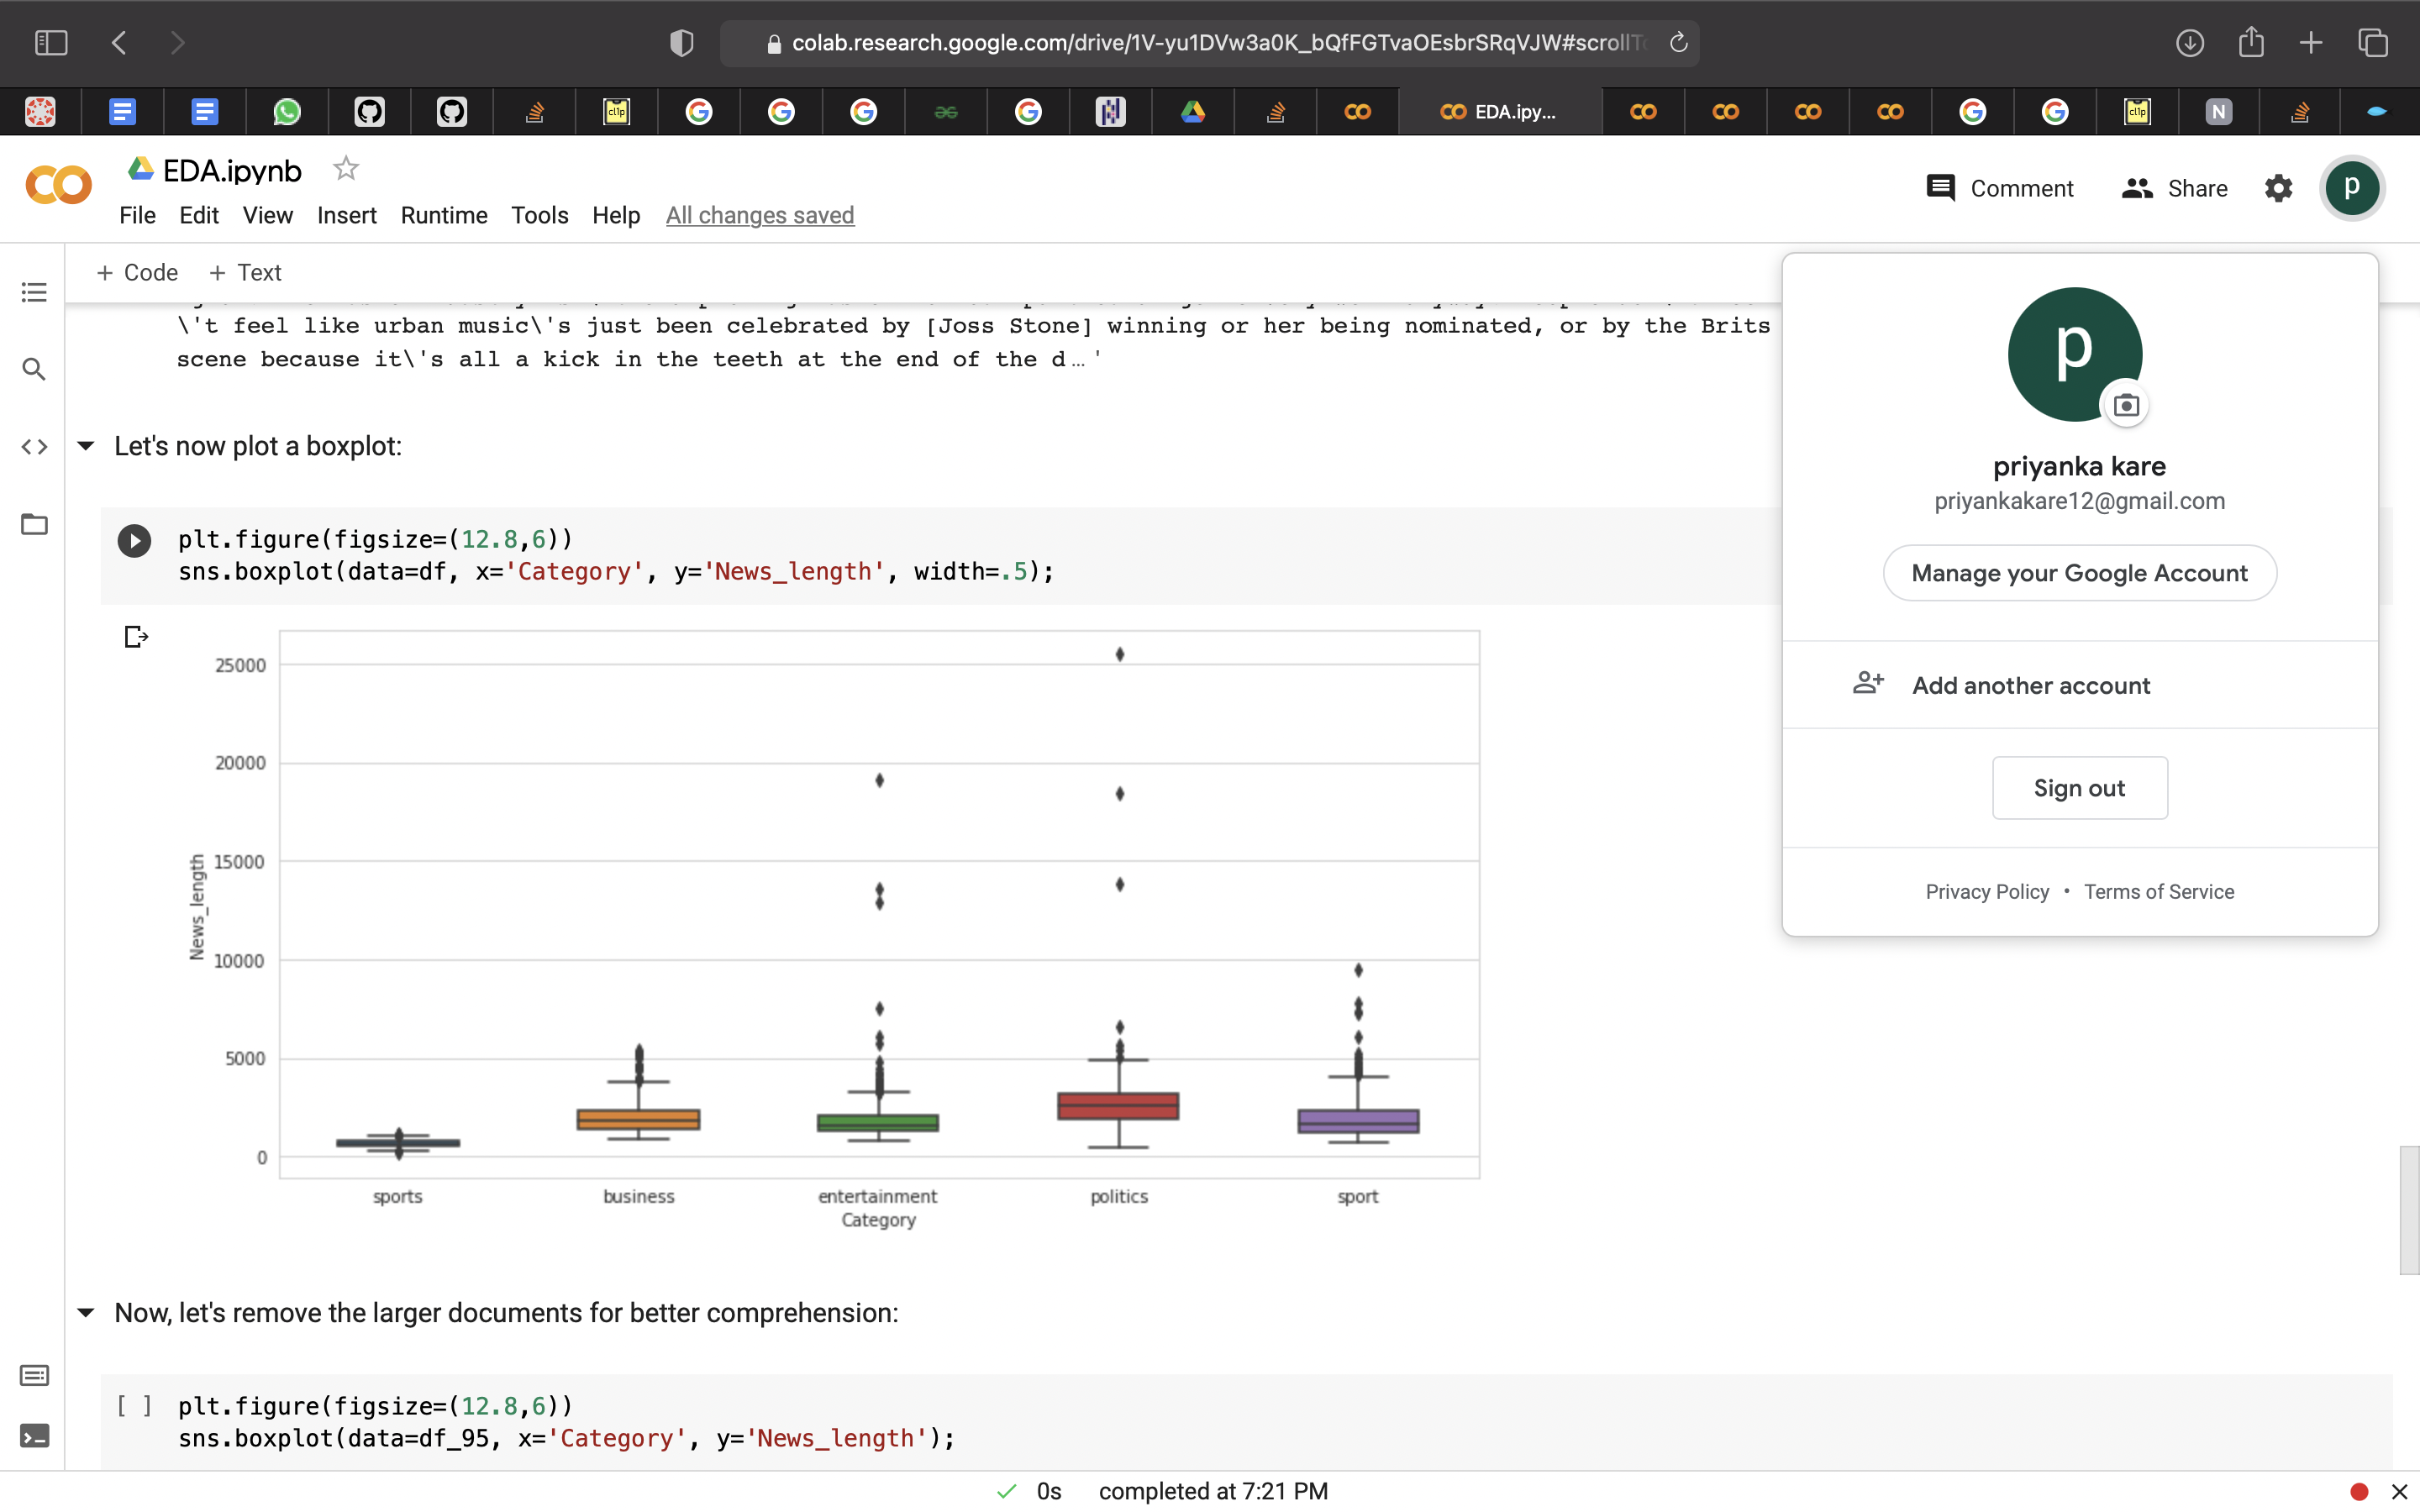 colab.research.google.com/drive/1V-yu1DVw3a0K_bQfFGTvaOEsbrSRqVJW#scrollT
cl1p
EDA.ipy...
cl1p
N
EDA.ipynb
Comment
Share
p
File Edit View Insert Runtime Tools Help All changes saved
+ Code + Text
\'t feel like urban music\'s just been celebrated by [Joss Stone] winning or her being nominated, or by the Brits
scene because it\'s all a kick in the teeth at the end of the d…'
Let's now plot a boxplot:
plt.figure(figsize=(12.8,6))
sns.boxplot(data=df, x='Category', y='News_length', width=.5);
25000
20000
15000
10000
5000
0
News_length
sports business entertainment politics sport
Category
Now, let's remove the larger documents for better comprehension:
[ ] plt.figure(figsize=(12.8,6))
sns.boxplot(data=df_95, x='Category', y='News_length');
0s completed at 7:21 PM
p
priyanka kare
priyankakare12@gmail.com
Manage your Google Account
Add another account
Sign out
Privacy Policy • Terms of Service